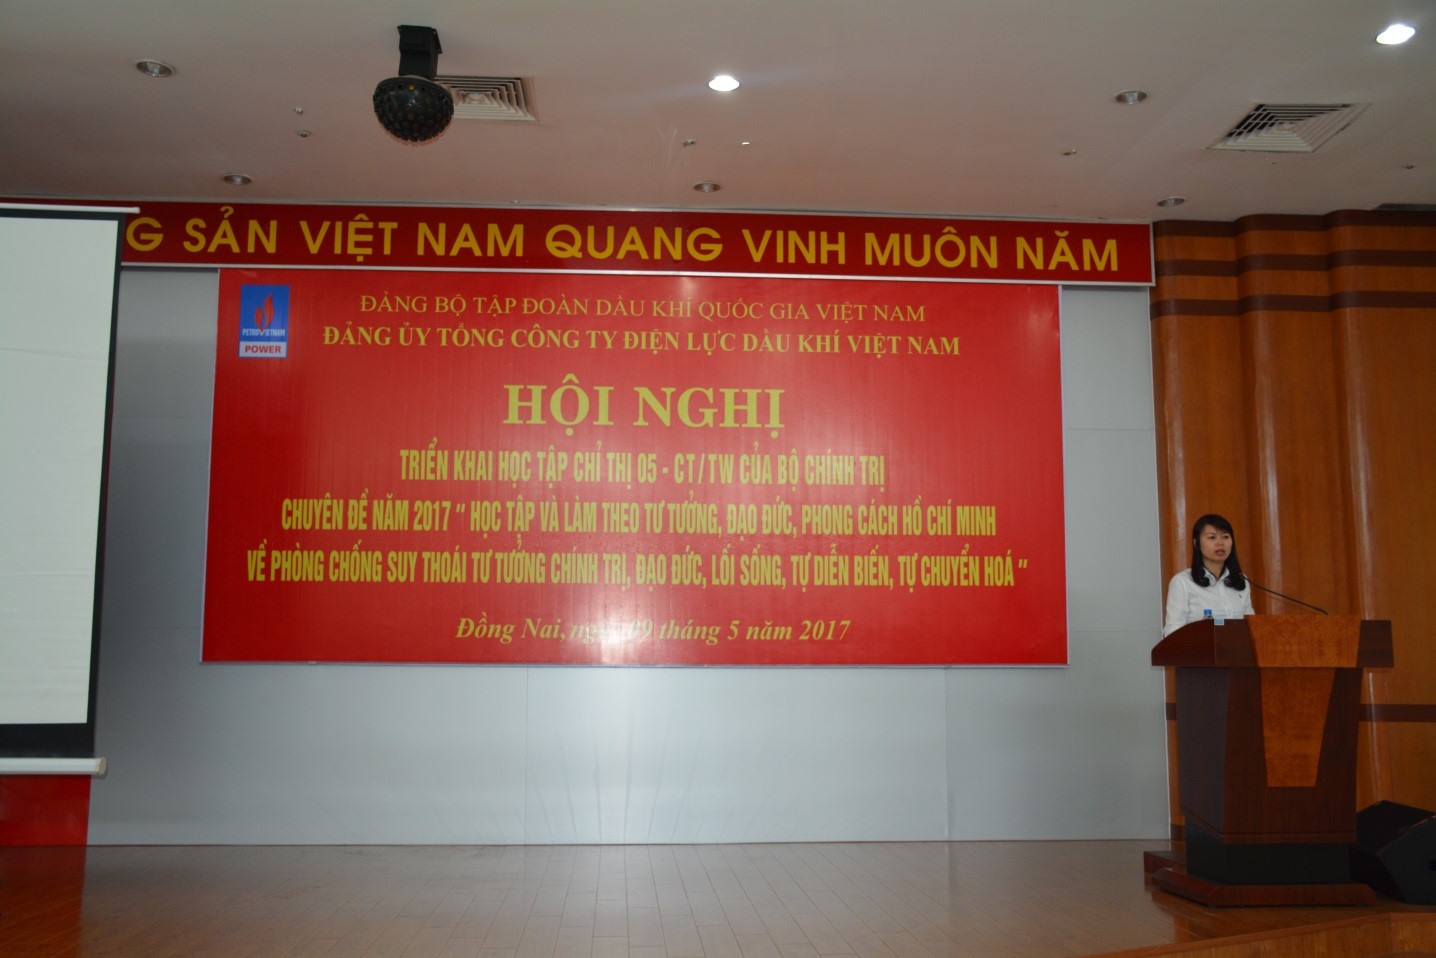 G SẢN VIỆT NAM QUANG VINH MUÔN NĂM
PETROVIETNAM
POWER
ĐẢNG BỘ TẬP ĐOÀN DẦU KHÍ QUỐC GIA VIỆT NAM
ĐẢNG ỦY TỔNG CÔNG TY ĐIỆN LỰC DẦU KHÍ VIỆT NAM
HỘI NGHỊ
TRIỂN KHAI HỌC TẬP CHỈ THỊ 05 - CT/TW CỦA BỘ CHÍNH TRỊ
CHUYÊN ĐỀ NĂM 2017 " HỌC TẬP VÀ LÀM THEO TƯ TƯỞNG, ĐẠO ĐỨC, PHONG CÁCH HỒ CHÍ MINH
VỀ PHÒNG CHỐNG SUY THOÁI TƯ TƯỞNG CHÍNH TRỊ, ĐẠO ĐỨC, LỐI SỐNG, TỰ DIỄN BIẾN, TỰ CHUYỂN HOÁ "
Đồng Nai, ngày 09 tháng 5 năm 2017